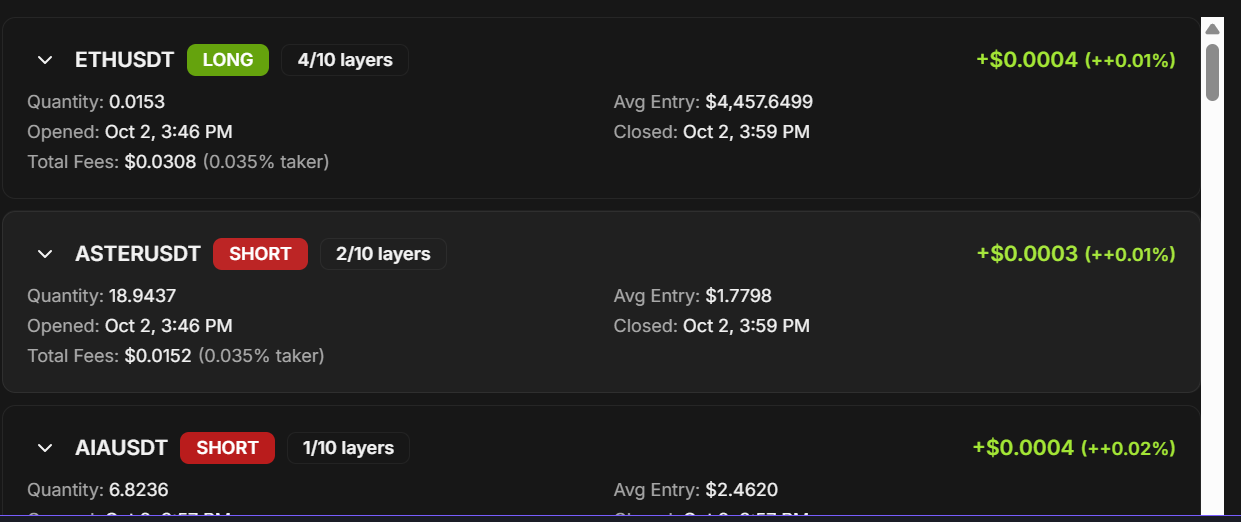 ETHUSDT LONG 4/10 layers +$0.0004 (++0.01%)
Quantity: 0.0153 Avg Entry: $4,457.6499
Opened: Oct 2, 3:46 PM Closed: Oct 2, 3:59 PM
Total Fees: $0.0308 (0.035% taker)
ASTERUSDT SHORT 2/10 layers +$0.0003 (++0.01%)
Quantity: 18.9437 Avg Entry: $1.7798
Opened: Oct 2, 3:46 PM Closed: Oct 2, 3:59 PM
Total Fees: $0.0152 (0.035% taker)
AIAUSDT SHORT 1/10 layers +$0.0004 (++0.02%)
Quantity: 6.8236 Avg Entry: $2.4620